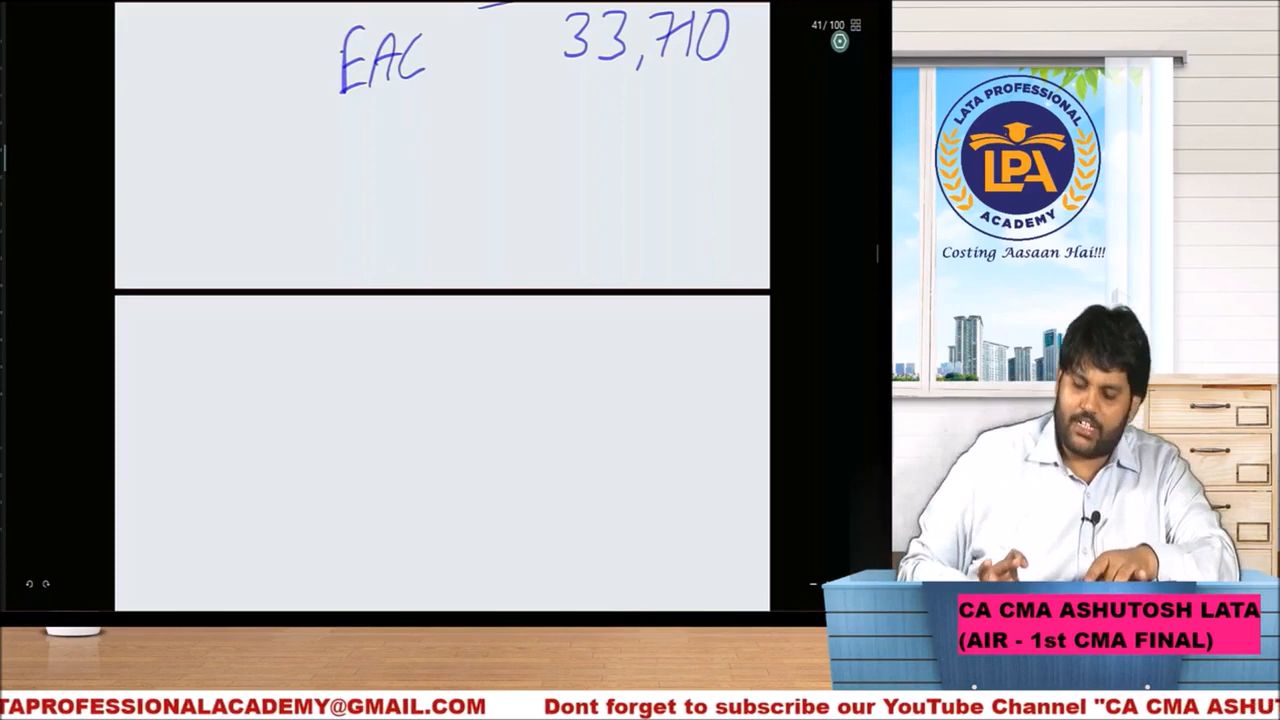 EAC 33,710
41/100
LATA PROFESSIONAL
LPA
ACADEMY
Costing Aasaan Hai!!!
CA CMA ASHUTOSH LATA
(AIR - 1st CMA FINAL)
TAPROFESSIONALACADEMY@GMAIL.COM Dont forget to subscribe our YouTube Channel "CA CMA ASHU